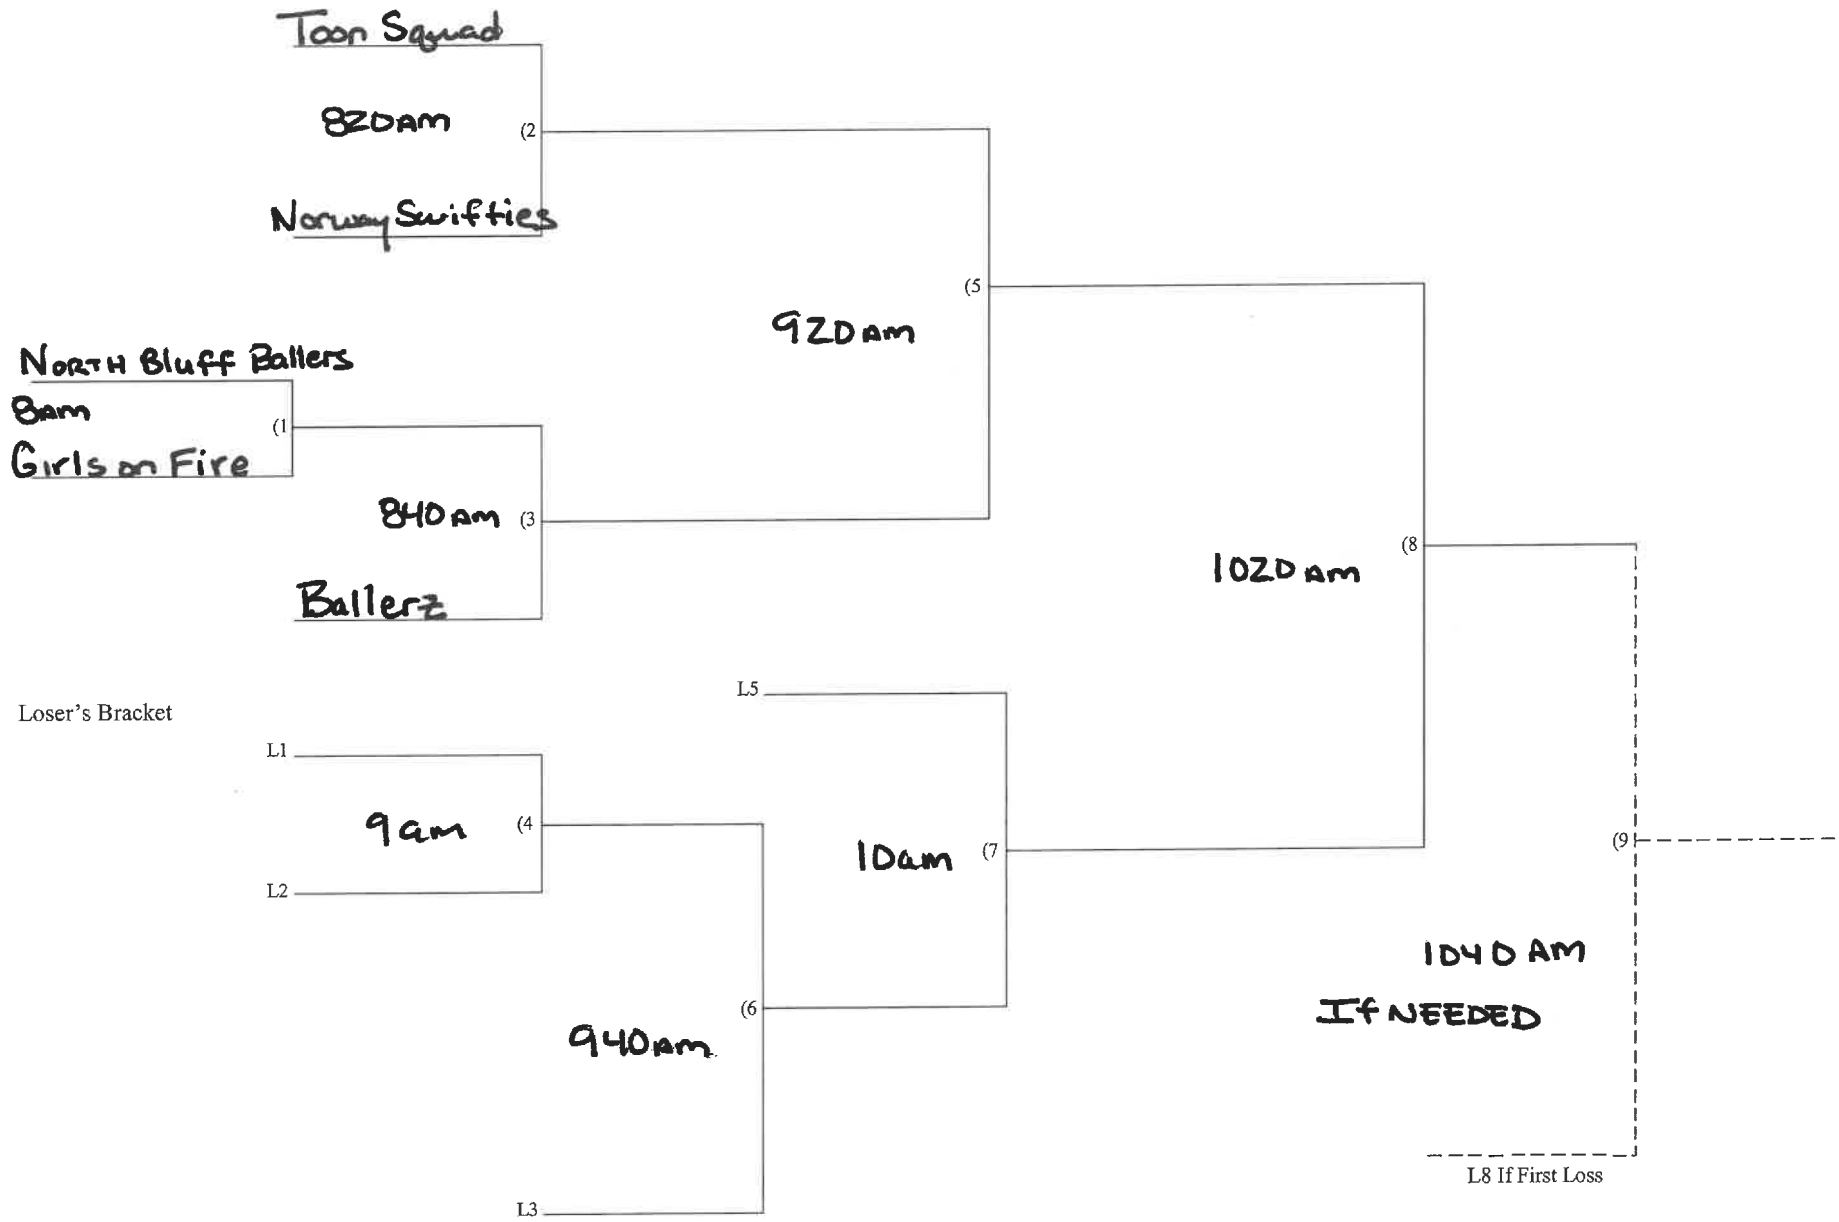 Toon Squad
820AM
(2
Norway Swifties
(5
920AM
NORTH Bluff Ballers
8am
(1
Girls on Fire
840AM
(3
Ballerz
(8
1020 AM
L5
Loser's Bracket
L1
9am
(4
L2
10am
(7
(9
1040 AM
If NEEDED
(6
940AM
L8 If First Loss
L3